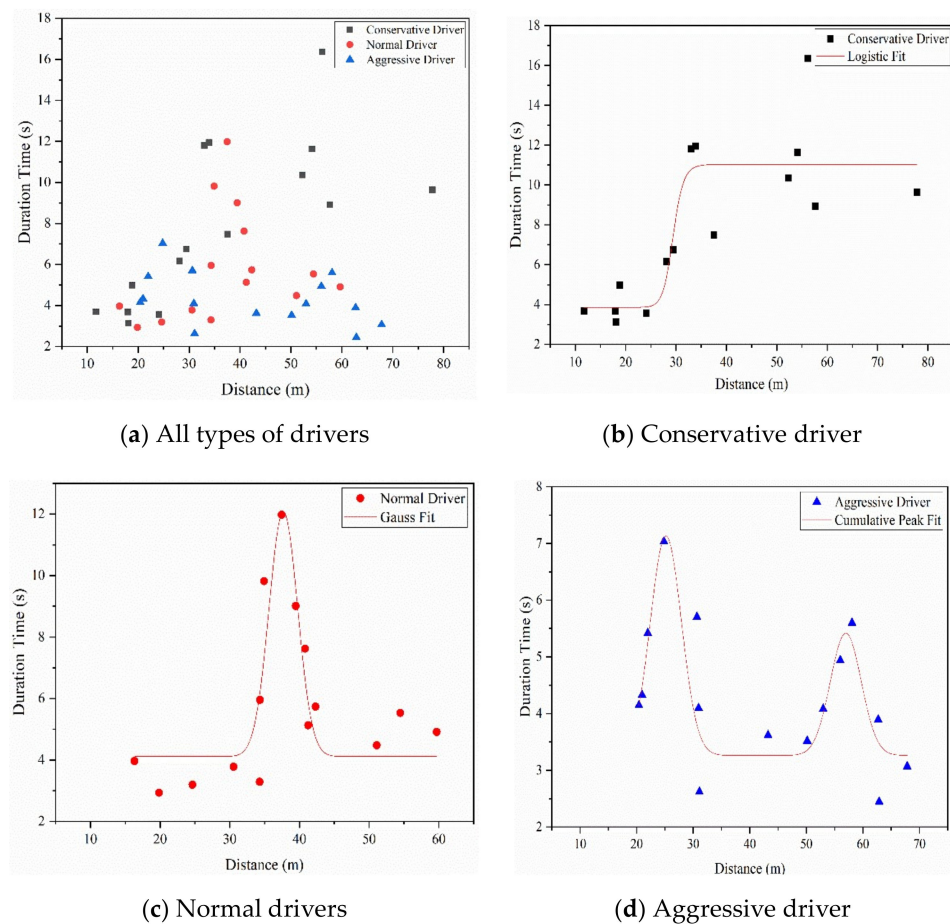 18
16
14
12
10
8
6
4
2
Duration Time (s)
Conservative Driver
Normal Driver
Aggressive Driver
10 20 30 40 50 60 70 80
Distance (m)
(a) All types of drivers
18
16
14
12
10
8
6
4
2
Duration Time (s)
Conservative Driver
Logistic Fit
10 20 30 40 50 60 70 80
Distance (m)
(b) Conservative driver
12
10
8
6
4
2
Duration Time (s)
Normal Driver
Gauss Fit
10 20 30 40 50 60
Distance (m)
(c) Normal drivers
8
7
6
5
4
3
2
Duration Time (s)
Aggressive Driver
Cumulative Peak Fit
10 20 30 40 50 60 70
Distance (m)
(d) Aggressive driver